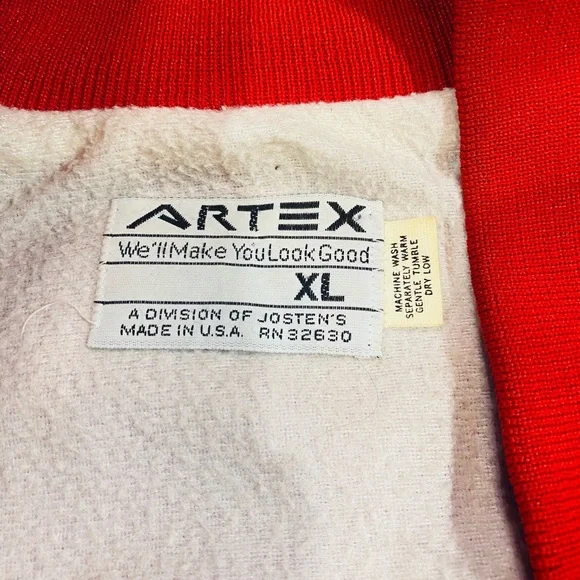 ARTEX
We'll Make You Look Good
XL
A DIVISION OF JOSTEN'S
MADE IN U.S.A. RN 32630
MACHINE WASH
SEPARATELY WARM
GENTLE TUMBLE
DRY LOW